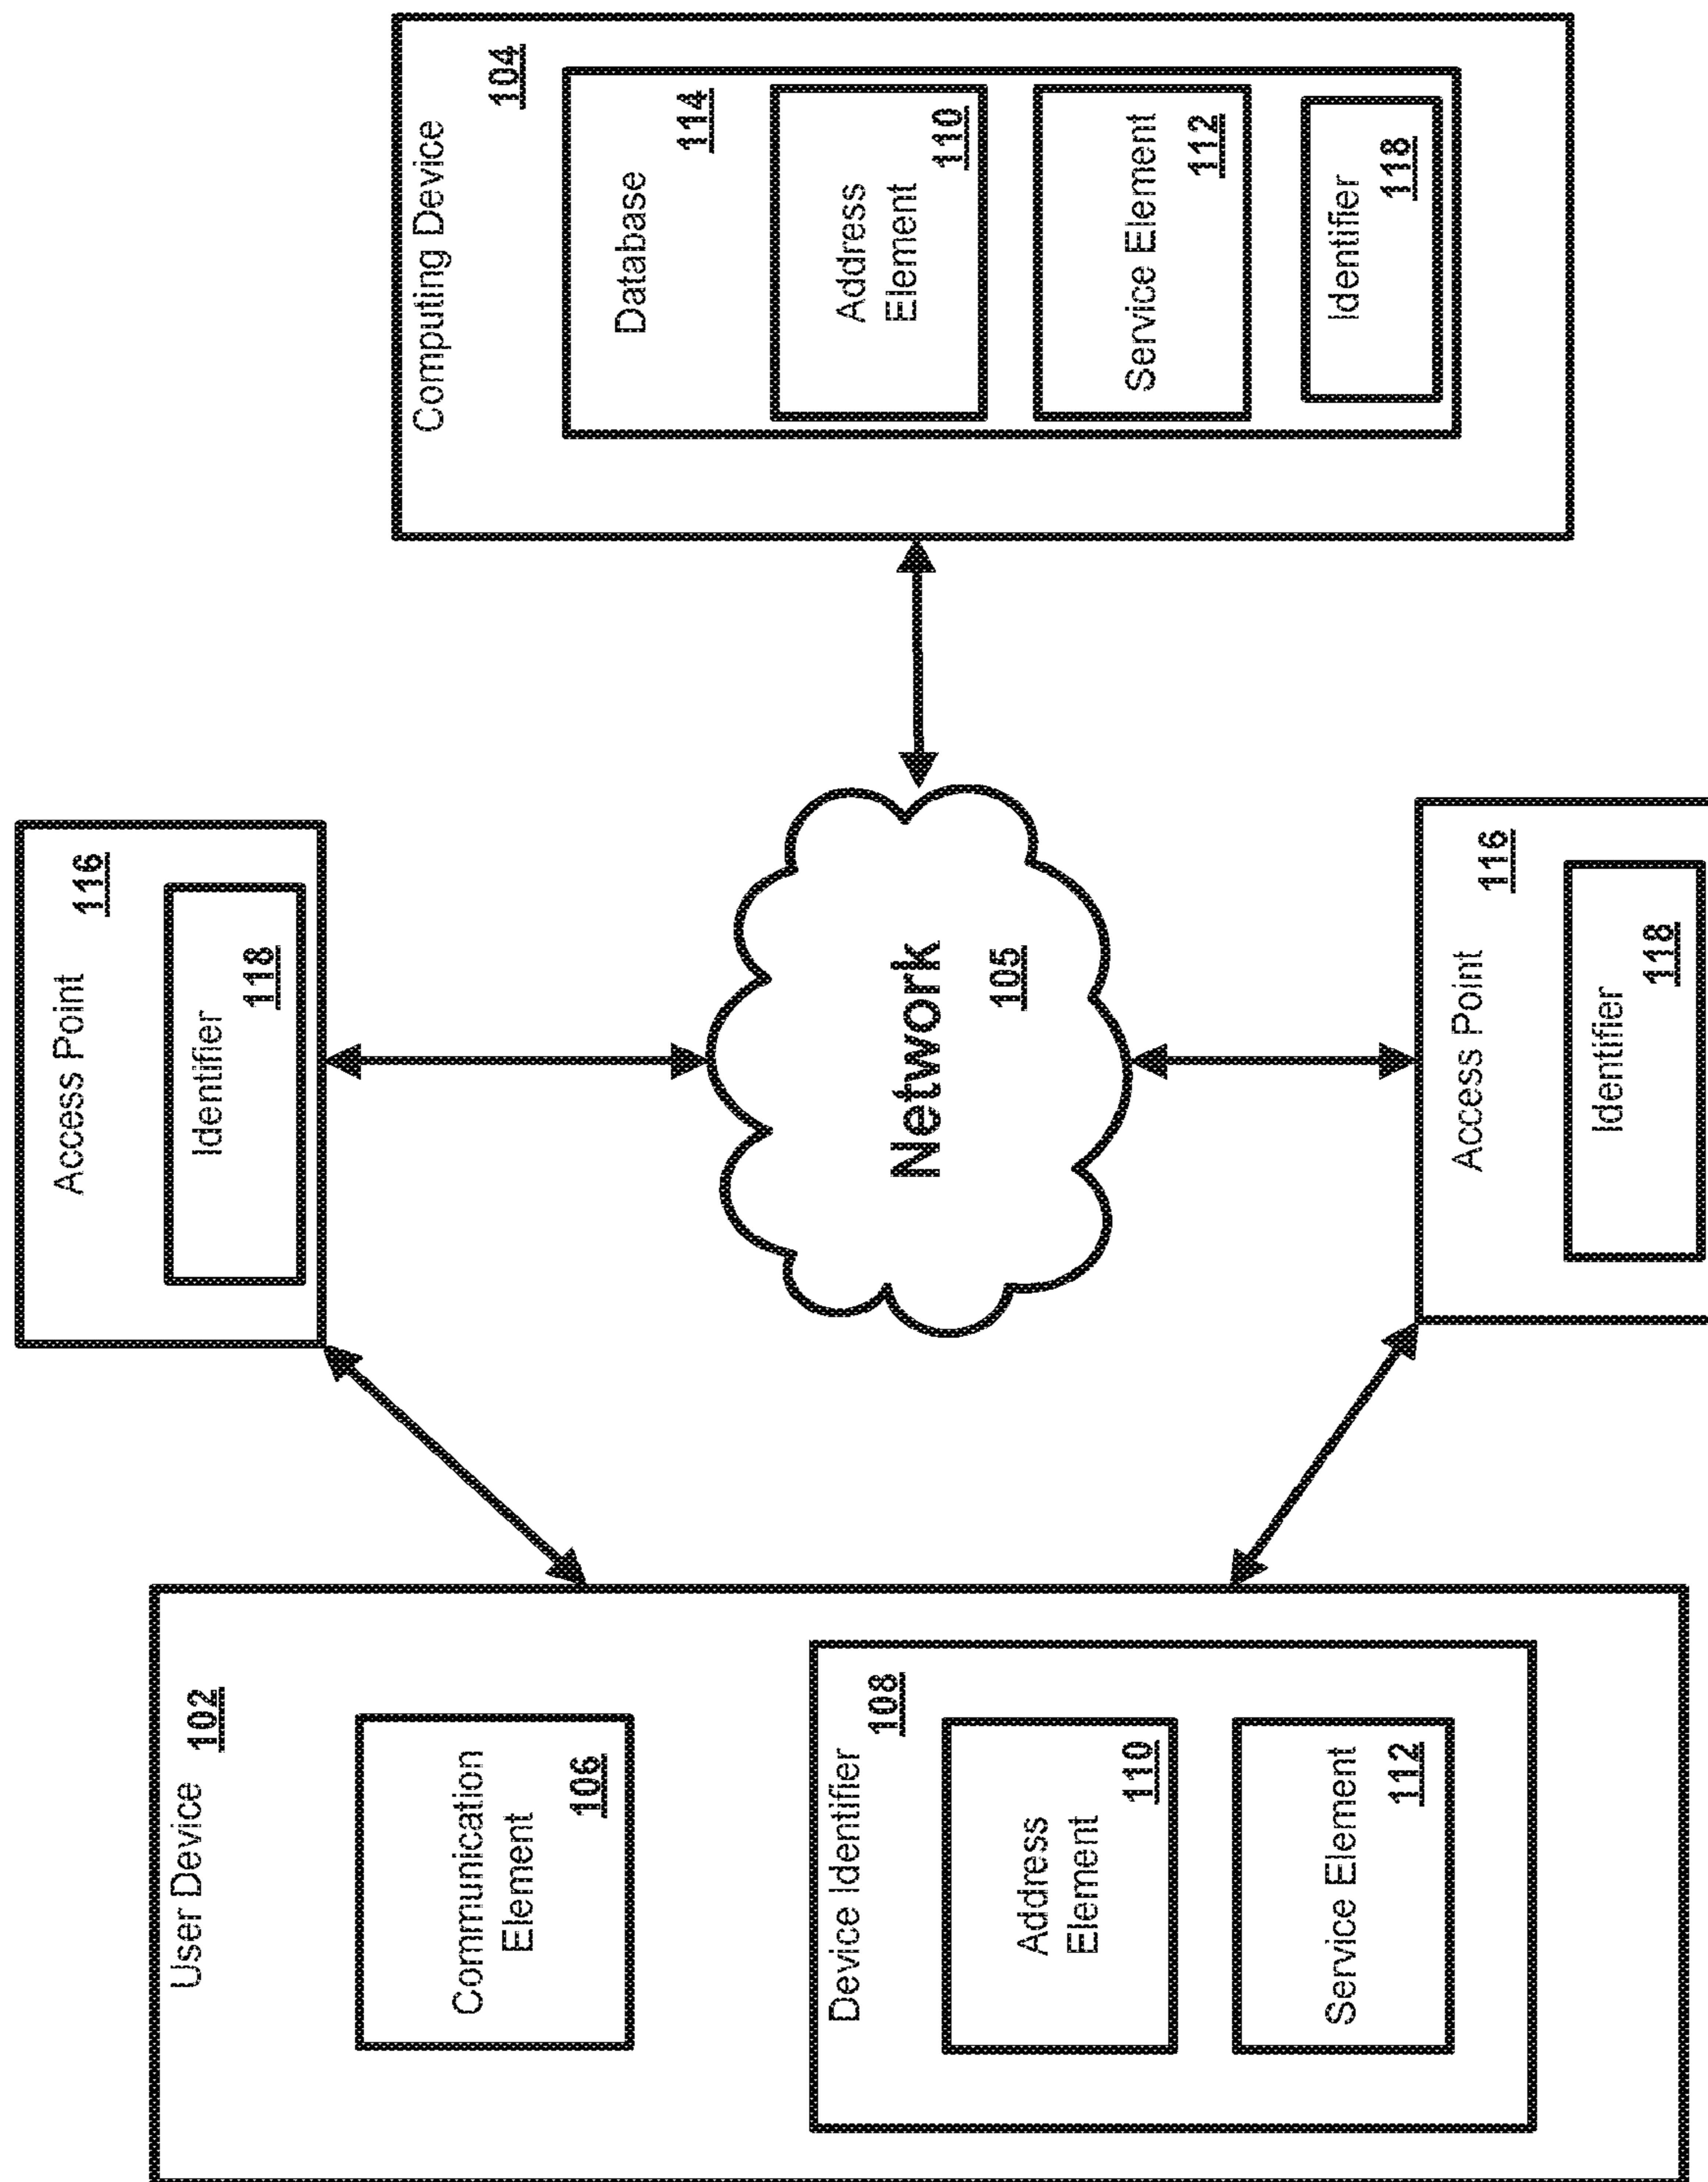 User Device 102
Communication
Element
106
Device Identifier 108
Address
Element
110
Service Element
112
Access Point 116
Identifier
118
Network
105
Access Point 116
Identifier
118
Computing Device 104
Database
114
Address
Element
110
Service Element
112
Identifier
118